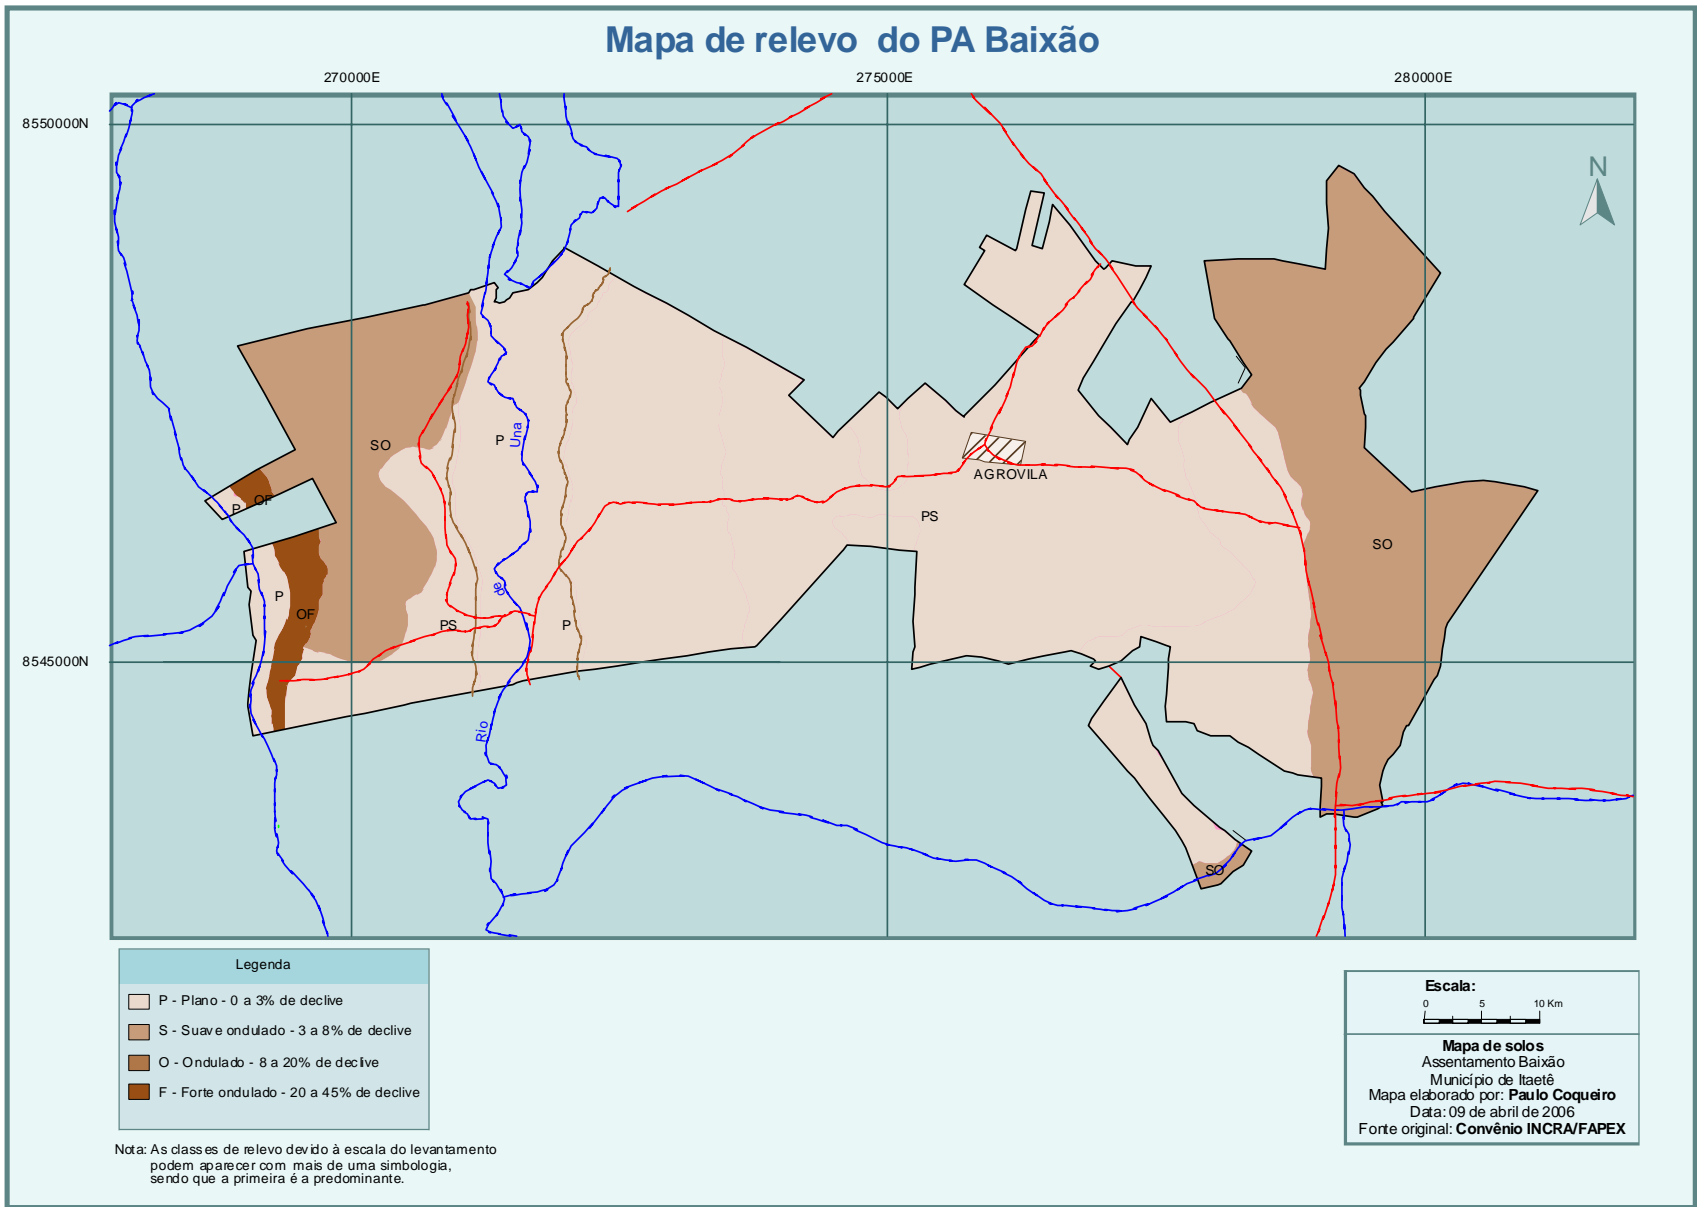 Mapa de relevo do PA Baixão
270000E
275000E
280000E
8550000N
N
SO
P
Una
AGROVILA
OF
P
PS
SO
de
P
OF
PS
P
8545000N
Rio
SO
Legenda
P - Plano - 0 a 3% de declive
S - Suave ondulado - 3 a 8% de declive
O - Ondulado - 8 a 20% de declive
F - Forte ondulado - 20 a 45% de declive
Nota: As classes de relevo devido à escala do levantamento
podem aparecer com mais de uma simbologia,
sendo que a primeira é a predominante.
Escala:
0 5 10 Km
Mapa de solos
Assentamento Baixão
Município de Itaetê
Mapa elaborado por: Paulo Coqueiro
Data: 09 de abril de 2006
Fonte original: Convênio INCRA/FAPEX